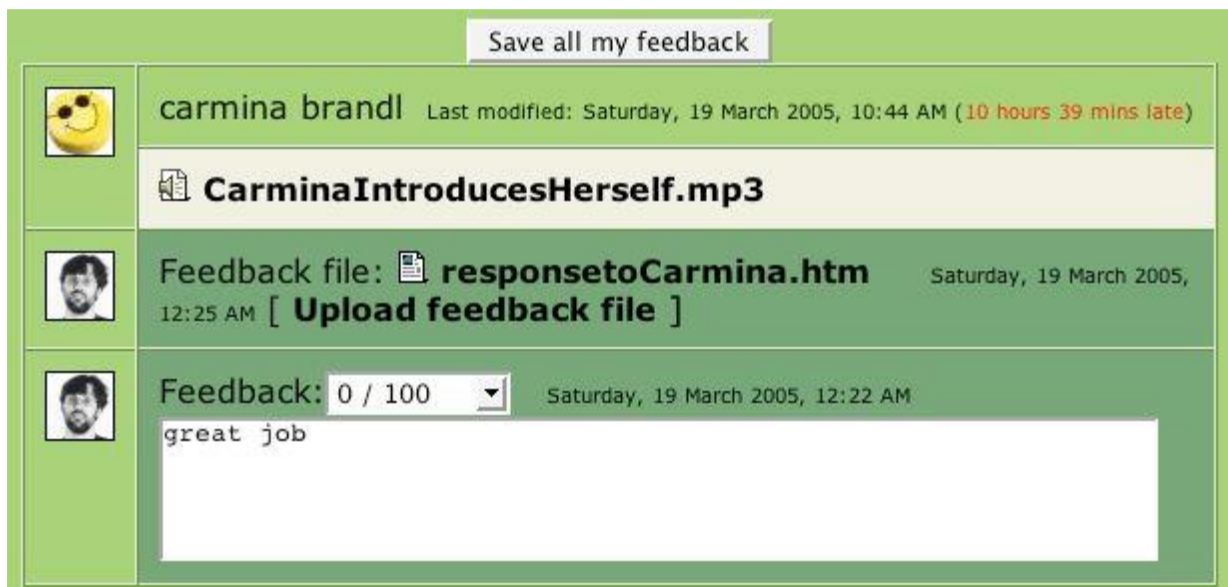 Save all my feedback
carmina brandl Last modified: Saturday, 19 March 2005, 10:44 AM (10 hours 39 mins late)
CarminaIntroducesHerself.mp3
Feedback file: responsetoCarmina.htm Saturday, 19 March 2005,
12:25 AM [ Upload feedback file ]
Feedback: 0 / 100 Saturday, 19 March 2005, 12:22 AM
great job